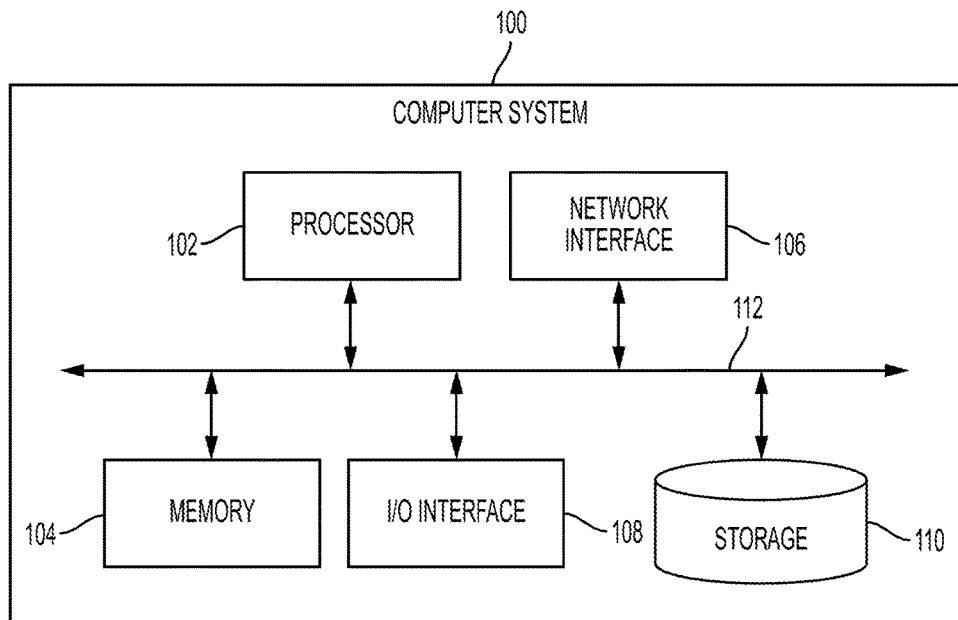 100
COMPUTER SYSTEM
PROCESSOR
102
NETWORK
INTERFACE
106
112
MEMORY
104
I/O INTERFACE
108
STORAGE
110